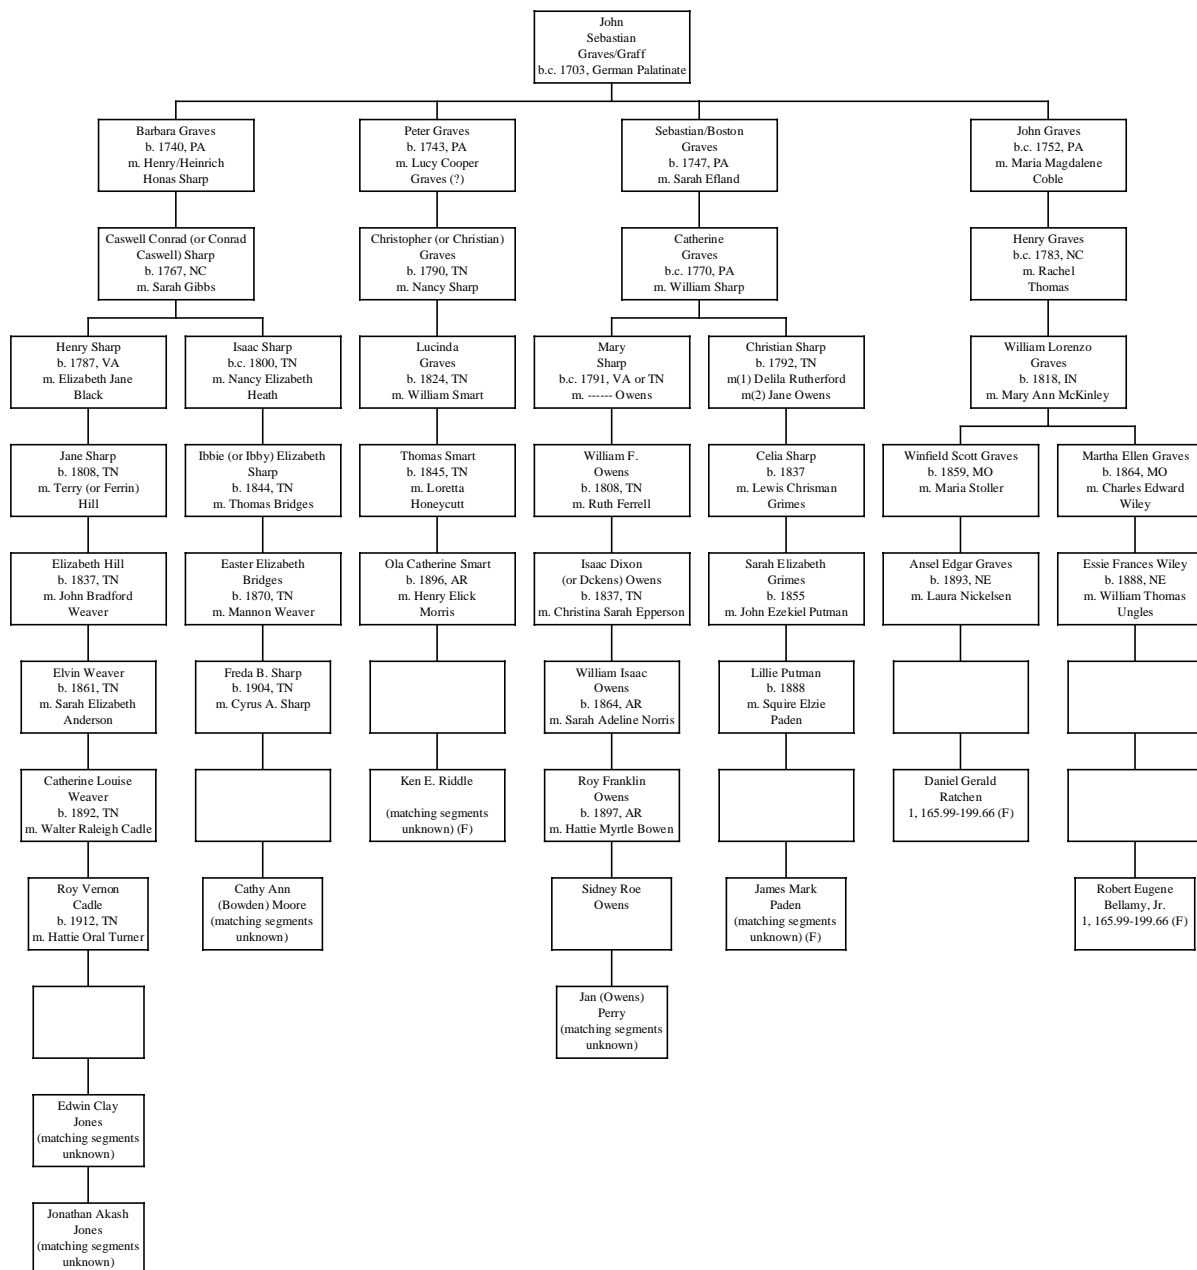 John
Sebastian
Graves/Graff
b.c. 1703, German Palatinate
Barbara Graves
b. 1740, PA
m. Henry/Heinrich
Honas Sharp
Peter Graves
b. 1743, PA
m. Lucy Cooper
Graves (?)
Sebastian/Boston
Graves
b. 1747, PA
m. Sarah Efland
John Graves
b.c. 1752, PA
m. Maria Magdalene
Coble
Caswell Conrad (or Conrad
Caswell) Sharp
b. 1767, NC
m. Sarah Gibbs
Christopher (or Christian)
Graves
b. 1790, TN
m. Nancy Sharp
Catherine
Graves
b.c. 1770, PA
m. William Sharp
Henry Graves
b.c. 1783, NC
m. Rachel
Thomas
Henry Sharp
b. 1787, VA
m. Elizabeth Jane
Black
Isaac Sharp
b.c. 1800, TN
m. Nancy Elizabeth
Heath
Lucinda
Graves
b. 1824, TN
m. William Smart
Mary
Sharp
b.c. 1791, VA or TN
m. ------ Owens
Christian Sharp
b. 1792, TN
m(1) Delila Rutherford
m(2) Jane Owens
William Lorenzo
Graves
b. 1818, IN
m. Mary Ann McKinley
Jane Sharp
b. 1808, TN
m. Terry (or Ferrin)
Hill
Ibbie (or Ibby) Elizabeth
Sharp
b. 1844, TN
m. Thomas Bridges
Thomas Smart
b. 1845, TN
m. Loretta
Honeycutt
William F.
Owens
b. 1808, TN
m. Ruth Ferrell
Celia Sharp
b. 1837
m. Lewis Chrisman
Grimes
Winfield Scott Graves
b. 1859, MO
m. Maria Stoller
Martha Ellen Graves
b. 1864, MO
m. Charles Edward
Wiley
Elizabeth Hill
b. 1837, TN
m. John Bradford
Weaver
Easter Elizabeth
Bridges
b. 1870, TN
m. Mannon Weaver
Ola Catherine Smart
b. 1896, AR
m. Henry Elick
Morris
Isaac Dixon
(or Dckens) Owens
b. 1837, TN
m. Christina Sarah Epperson
Sarah Elizabeth
Grimes
b. 1855
m. John Ezekiel Putman
Ansel Edgar Graves
b. 1893, NE
m. Laura Nickelsen
Essie Frances Wiley
b. 1888, NE
m. William Thomas
Ungles
Elvin Weaver
b. 1861, TN
m. Sarah Elizabeth
Anderson
Freda B. Sharp
b. 1904, TN
m. Cyrus A. Sharp
William Isaac
Owens
b. 1864, AR
m. Sarah Adeline Norris
Lillie Putman
b. 1888
m. Squire Elzie
Paden
Catherine Louise
Weaver
b. 1892, TN
m. Walter Raleigh Cadle
Ken E. Riddle
(matching segments
unknown) (F)
Roy Franklin
Owens
b. 1897, AR
m. Hattie Myrtle Bowen
Daniel Gerald
Ratchen
1, 165.99-199.66 (F)
Roy Vernon
Cadle
b. 1912, TN
m. Hattie Oral Turner
Cathy Ann
(Bowden) Moore
(matching segments
unknown)
Sidney Roe
Owens
James Mark
Paden
(matching segments
unknown) (F)
Robert Eugene
Bellamy, Jr.
1, 165.99-199.66 (F)
Jan (Owens)
Perry
(matching segments
unknown)
Edwin Clay
Jones
(matching segments
unknown)
Jonathan Akash
Jones
(matching segments
unknown)